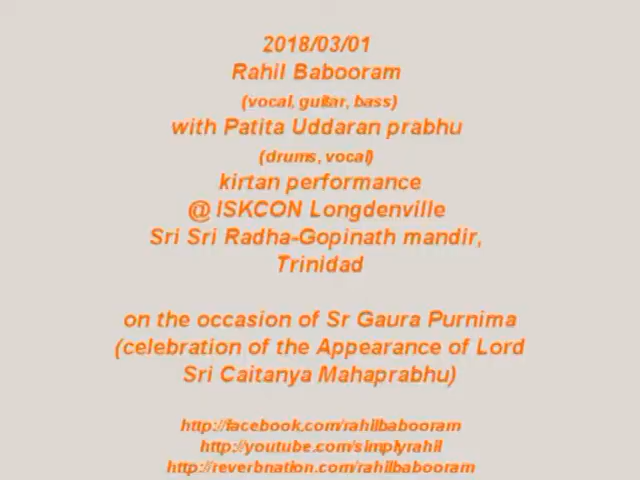 2018/03/01
Rahil Babooram
(vocal, guitar, bass)
with Patita Uddaran prabhu
(drums, vocal)
kirtan performance
@ ISKCON Longdenville
Sri Sri Radha-Gopinath mandir,
Trinidad
on the occasion of Sr Gaura Purnima
(celebration of the Appearance of Lord
Sri Caitanya Mahaprabhu)
http://facebook.com/rahilbabooram
http://youtube.com/simplyrahil
http://reverbnation.com/rahilbabooram